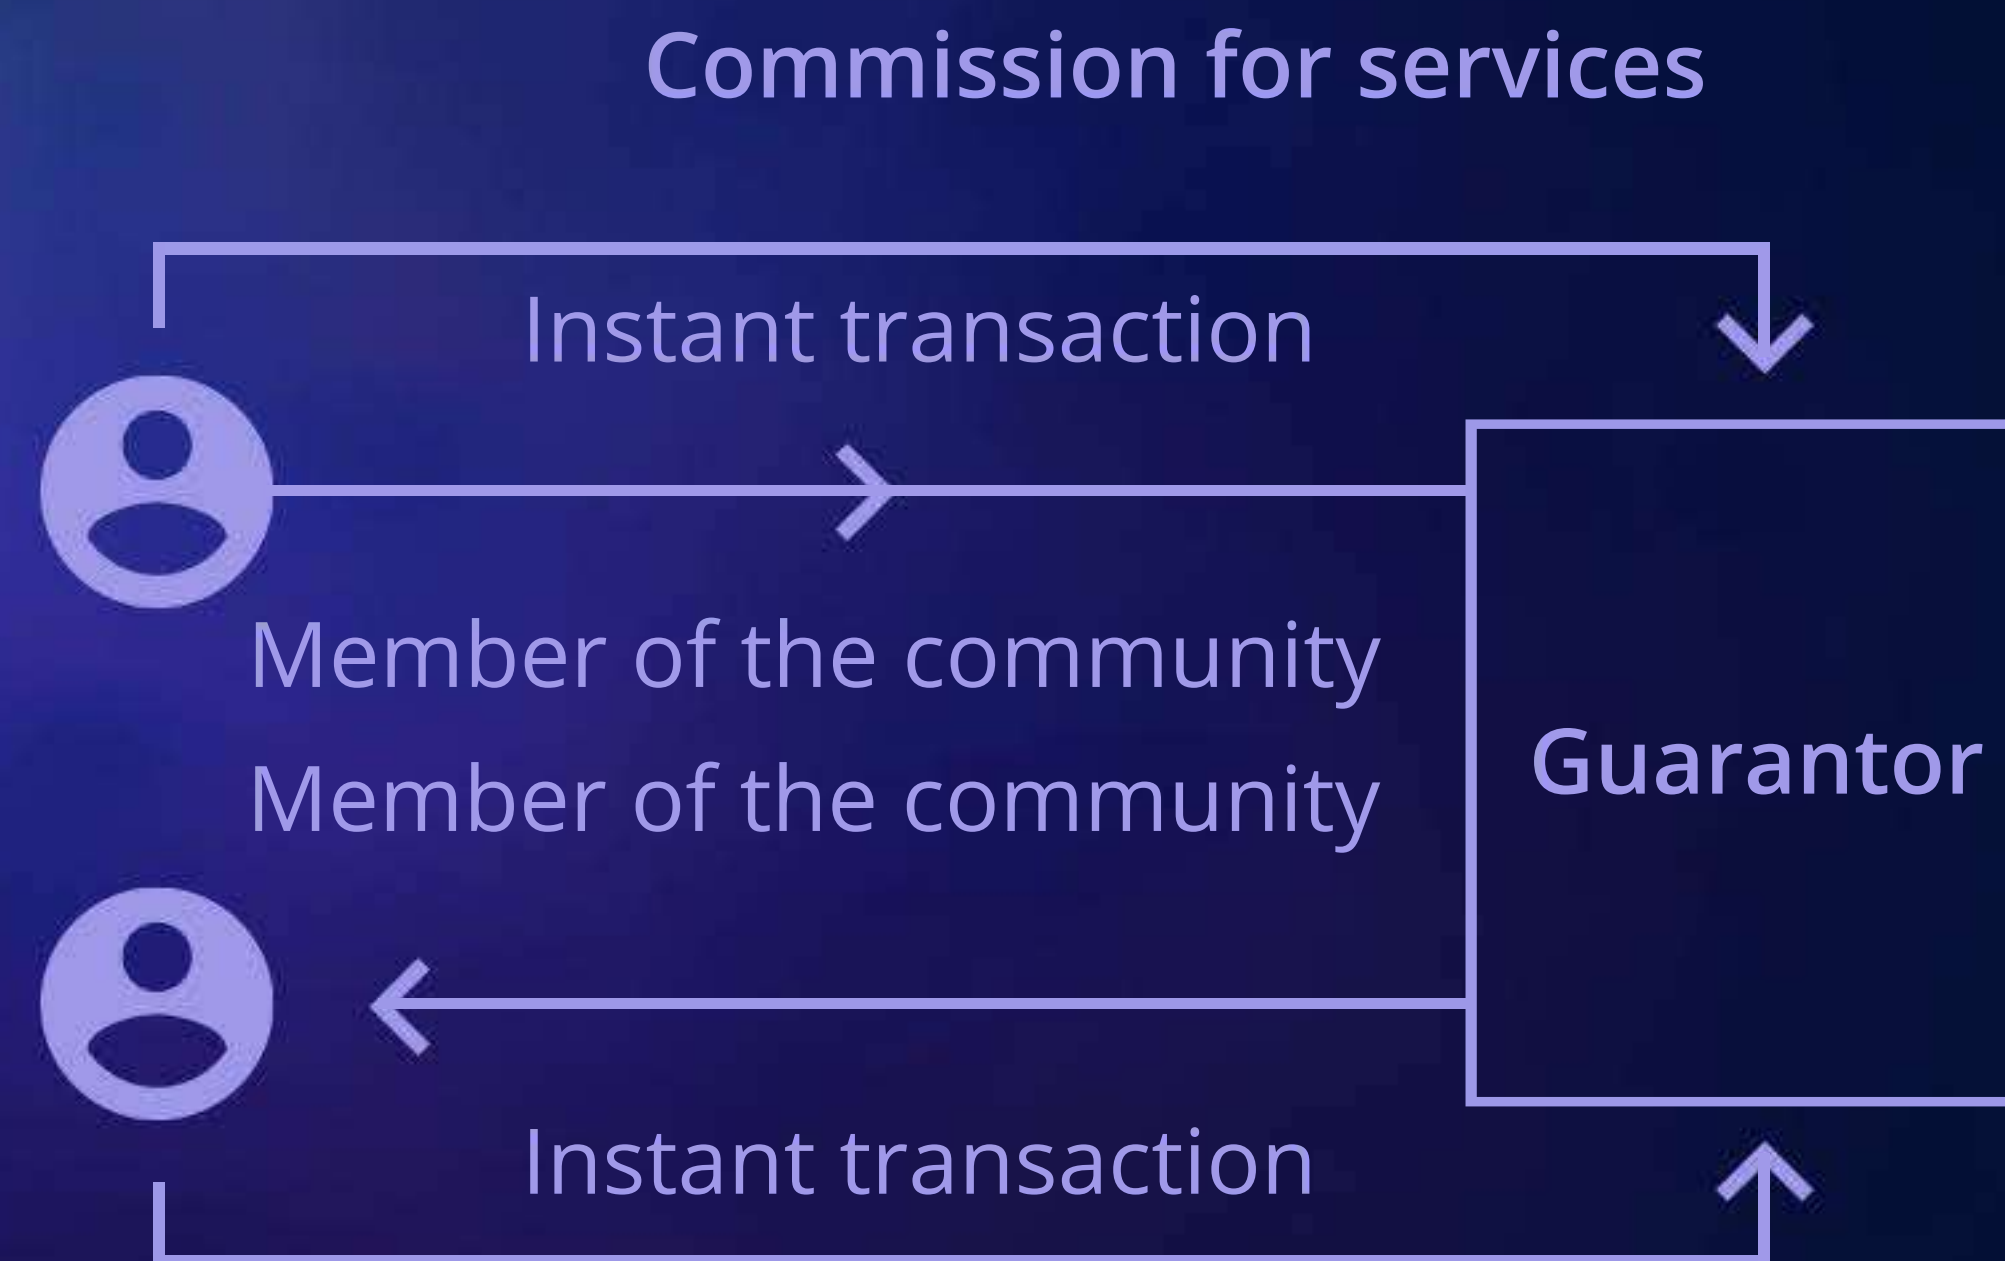 Commission for services
Instant transaction
Member of the community
Member of the community
Guarantor
Instant transaction